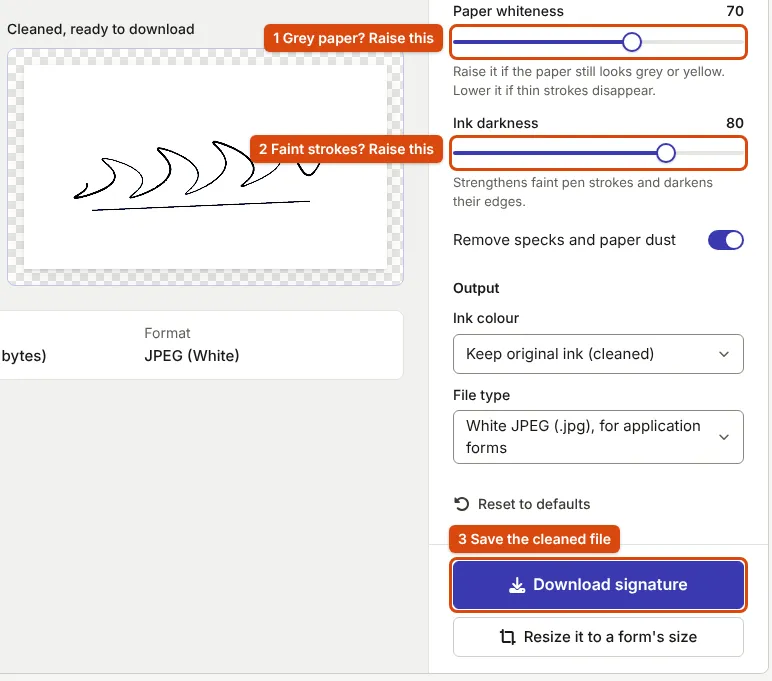 Cleaned, ready to download
bytes)
Format
JPEG (White)
Paper whiteness 70
1 Grey paper? Raise this
Raise it if the paper still looks grey or yellow.
Lower it if thin strokes disappear.
Ink darkness 80
2 Faint strokes? Raise this
Strengthens faint pen strokes and darkens
their edges.
Remove specks and paper dust
Output
Ink colour
Keep original ink (cleaned)
File type
White JPEG (.jpg), for application
forms
Reset to defaults
3 Save the cleaned file
Download signature
Resize it to a form's size